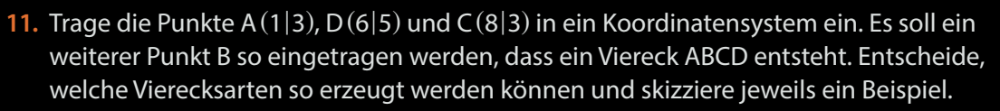 11. Trage die Punkte A (1|3), D (6|5) und C (8|3) in ein Koordinatensystem ein. Es soll ein
weiterer Punkt B so eingetragen werden, dass ein Viereck ABCD entsteht. Entscheide,
welche Vierecksarten so erzeugt werden können und skizziere jeweils ein Beispiel.